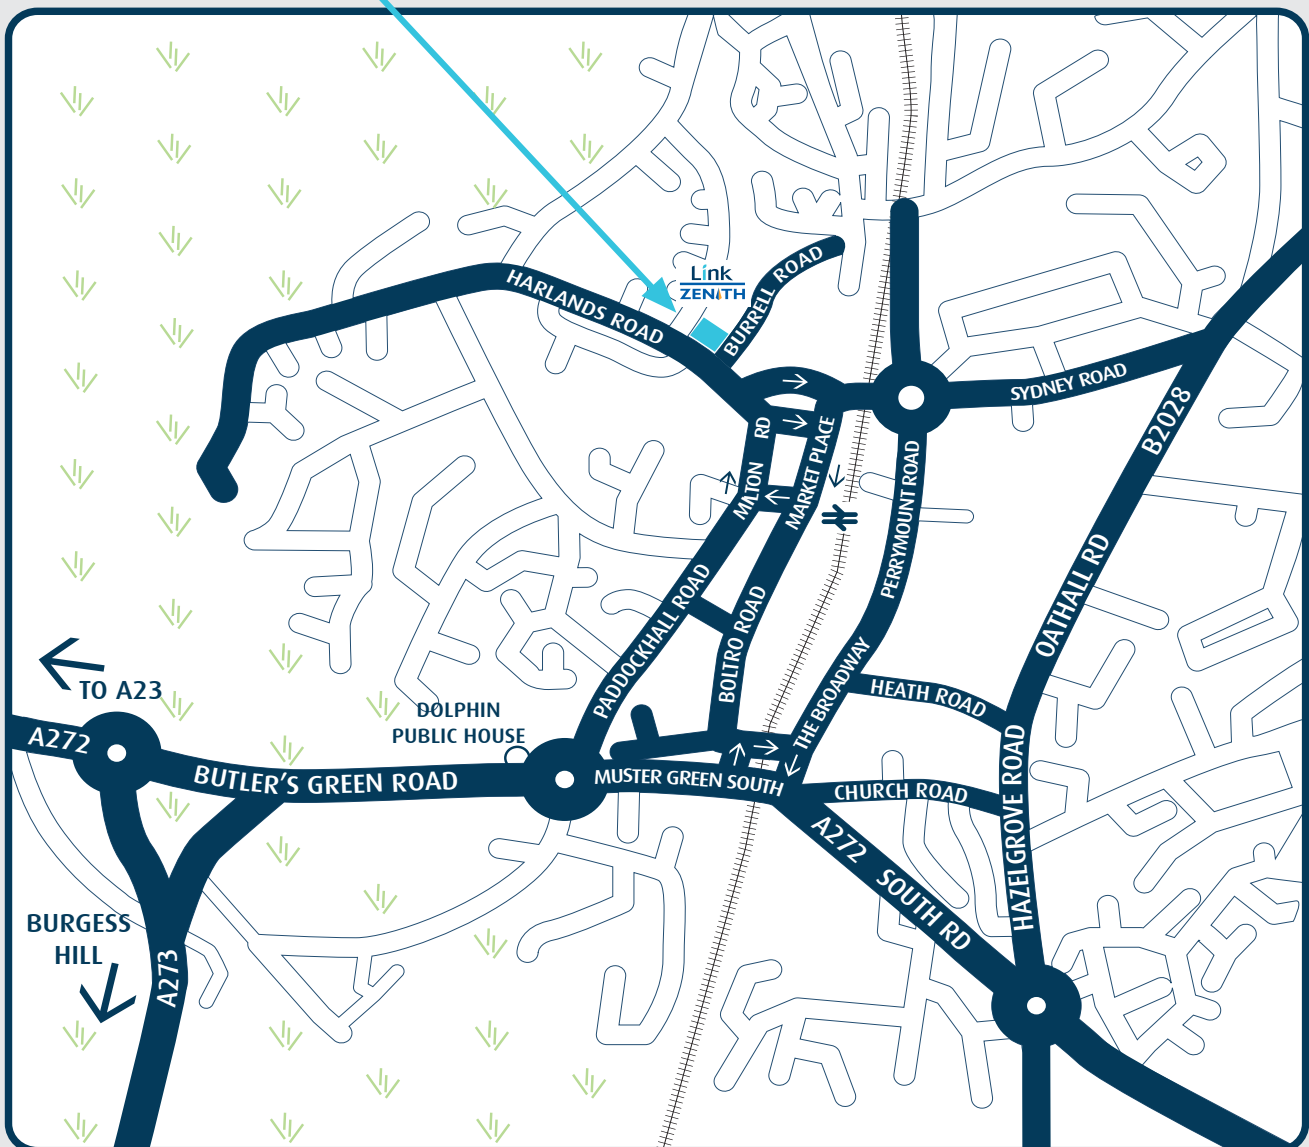 Link
ZENITH
HARLANDS ROAD
BURRELL ROAD
SYDNEY ROAD
B2028
MILTON
RD
MARKET PLACE
PERRYMOUNT ROAD
OATHALL RD
PADDOCKHALL ROAD
BOLTRO ROAD
THE BROADWAY
HEATH ROAD
TO A23
A272
DOLPHIN
PUBLIC HOUSE
BUTLER’S GREEN ROAD
MUSTER GREEN SOUTH
CHURCH ROAD
HAZELGROVE ROAD
A272
SOUTH RD
BURGESS
HILL
A273